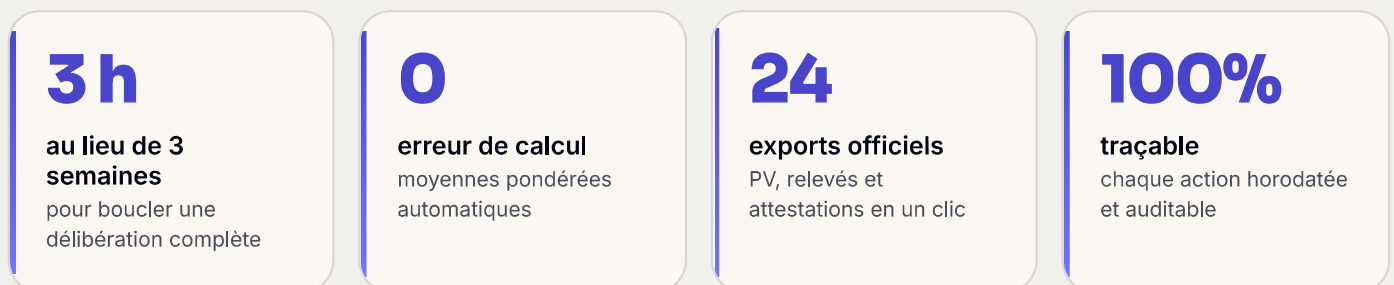 3 h
au lieu de 3
semaines
pour boucler une
délibération complète
0
erreur de calcul
moyennes pondérées
automatiques
24
exports officiels
PV, relevés et
attestations en un clic
100%
traçable
chaque action horodatée
et auditable